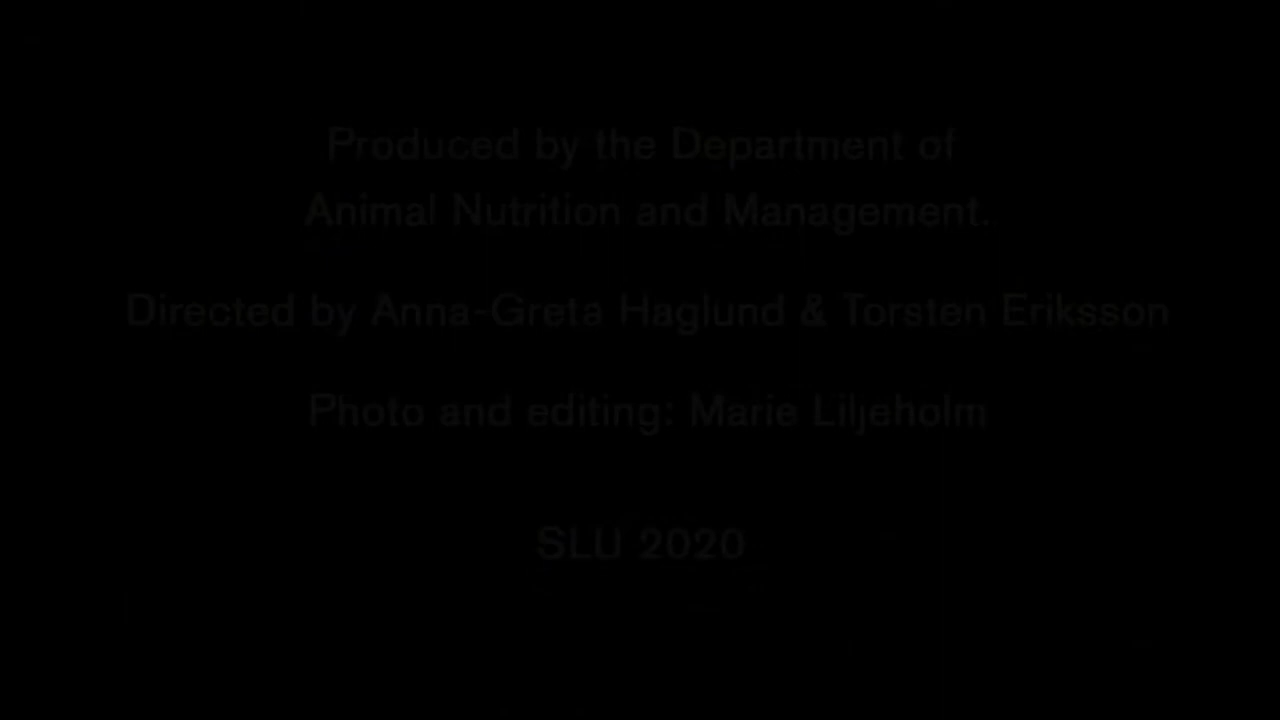 Produced by the Department of
Animal Nutrition and Management.
Directed by Anna-Greta Haglund & Torsten Eriksson
Photo and editing: Marie Liljeholm
SLU 2020